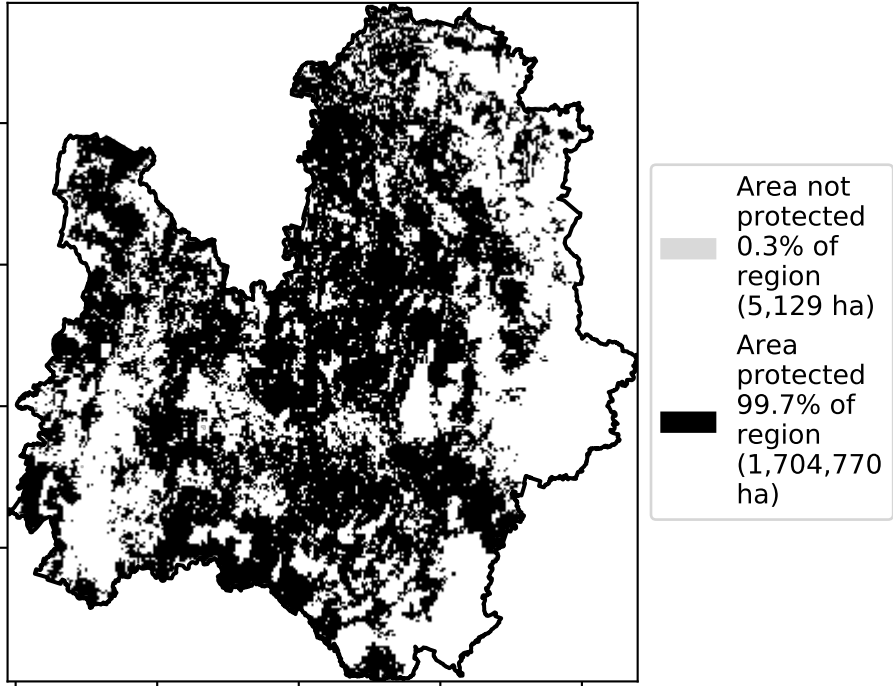 Area not
protected
0.3% of
region
(5,129 ha)
Area
protected
99.7% of
region
(1,704,770
ha)